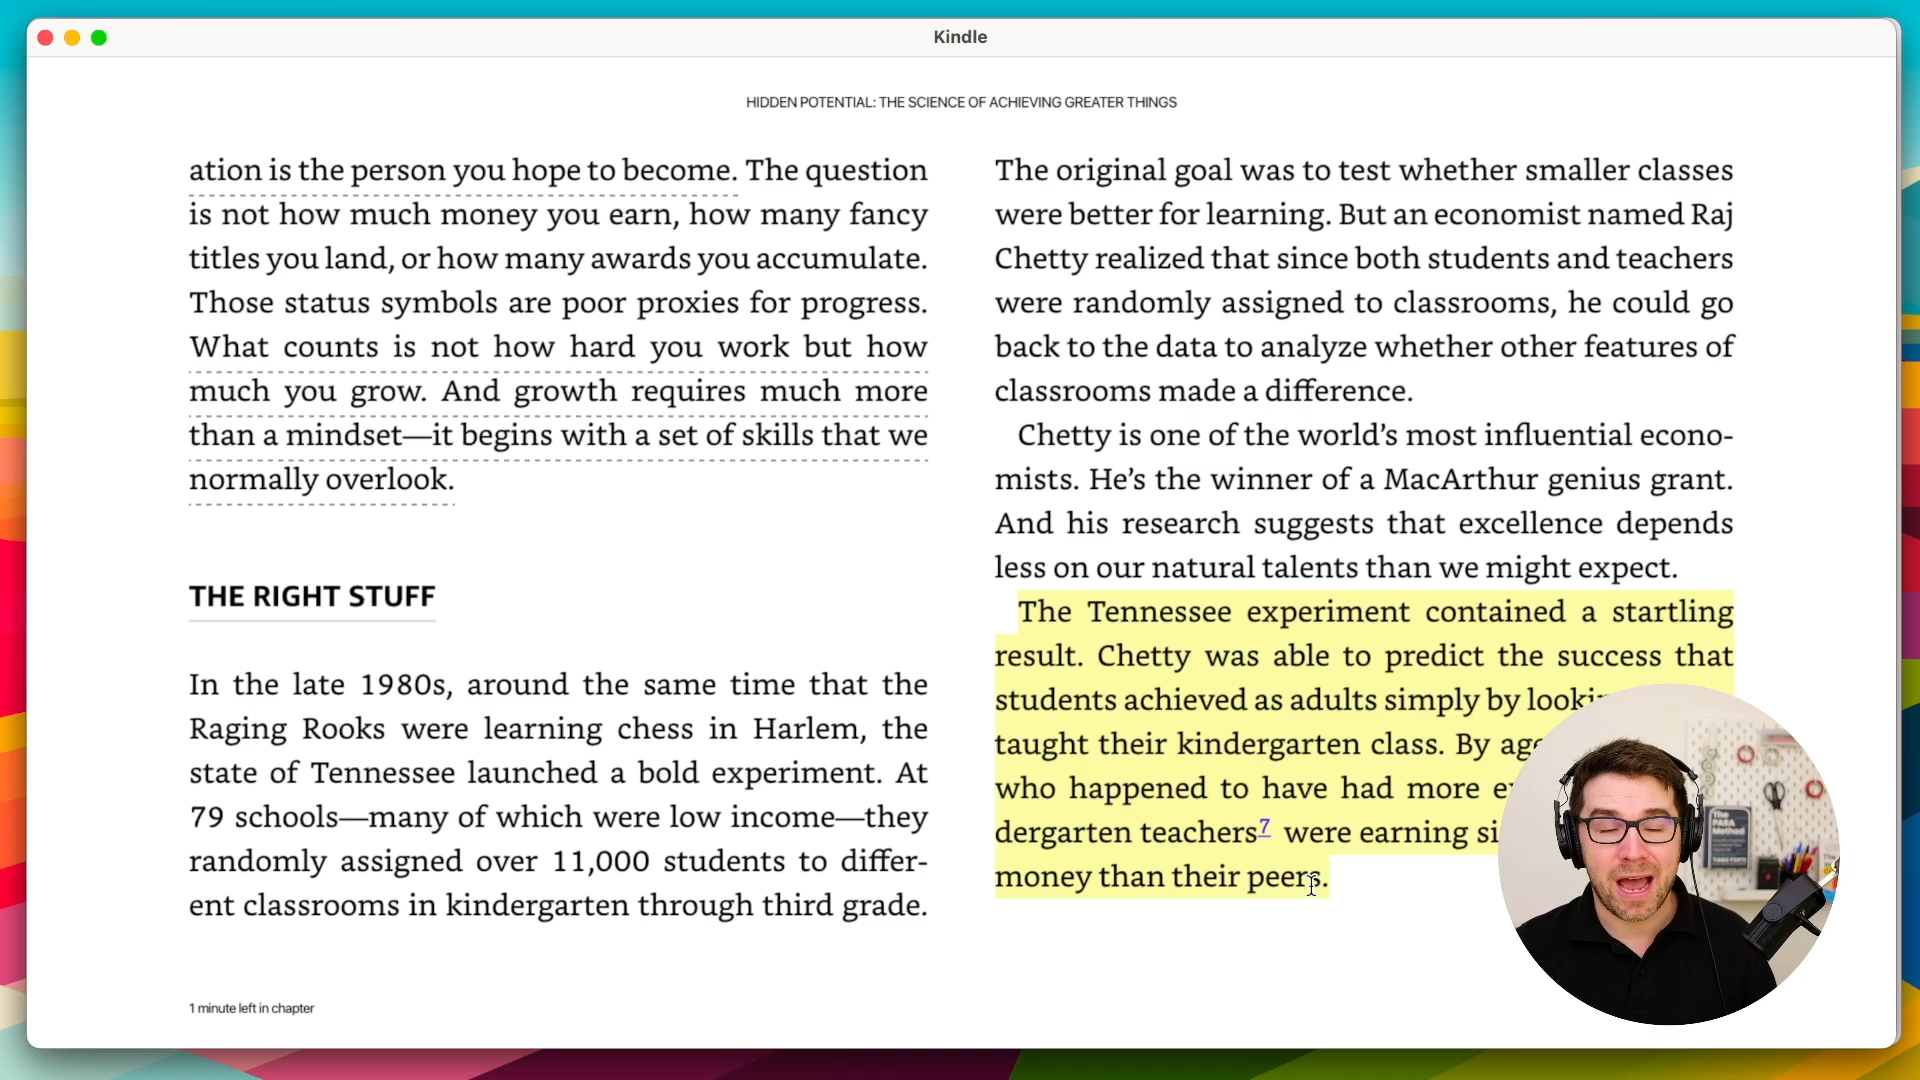 Kindle
HIDDEN POTENTIAL: THE SCIENCE OF ACHIEVING GREATER THINGS
ation is the person you hope to become. The question
is not how much money you earn, how many fancy
titles you land, or how many awards you accumulate.
Those status symbols are poor proxies for progress.
What counts is not how hard you work but how
much you grow. And growth requires much more
than a mindset—it begins with a set of skills that we
normally overlook.
THE RIGHT STUFF
In the late 1980s, around the same time that the
Raging Rooks were learning chess in Harlem, the
state of Tennessee launched a bold experiment. At
79 schools—many of which were low income—they
randomly assigned over 11,000 students to differ-
ent classrooms in kindergarten through third grade.
The original goal was to test whether smaller classes
were better for learning. But an economist named Raj
Chetty realized that since both students and teachers
were randomly assigned to classrooms, he could go
back to the data to analyze whether other features of
classrooms made a difference.
Chetty is one of the world's most influential econo-
mists. He's the winner of a MacArthur genius grant.
And his research suggests that excellence depends
less on our natural talents than we might expect.
The Tennessee experiment contained a startling
result. Chetty was able to predict the success that
students achieved as adults simply by
taught their kindergarten class. By
who happened to have had more
dergarten teachers7 were earning
money than their peers.
1 minute left in chapter
The
PARA
Method
TIAGO FORTE